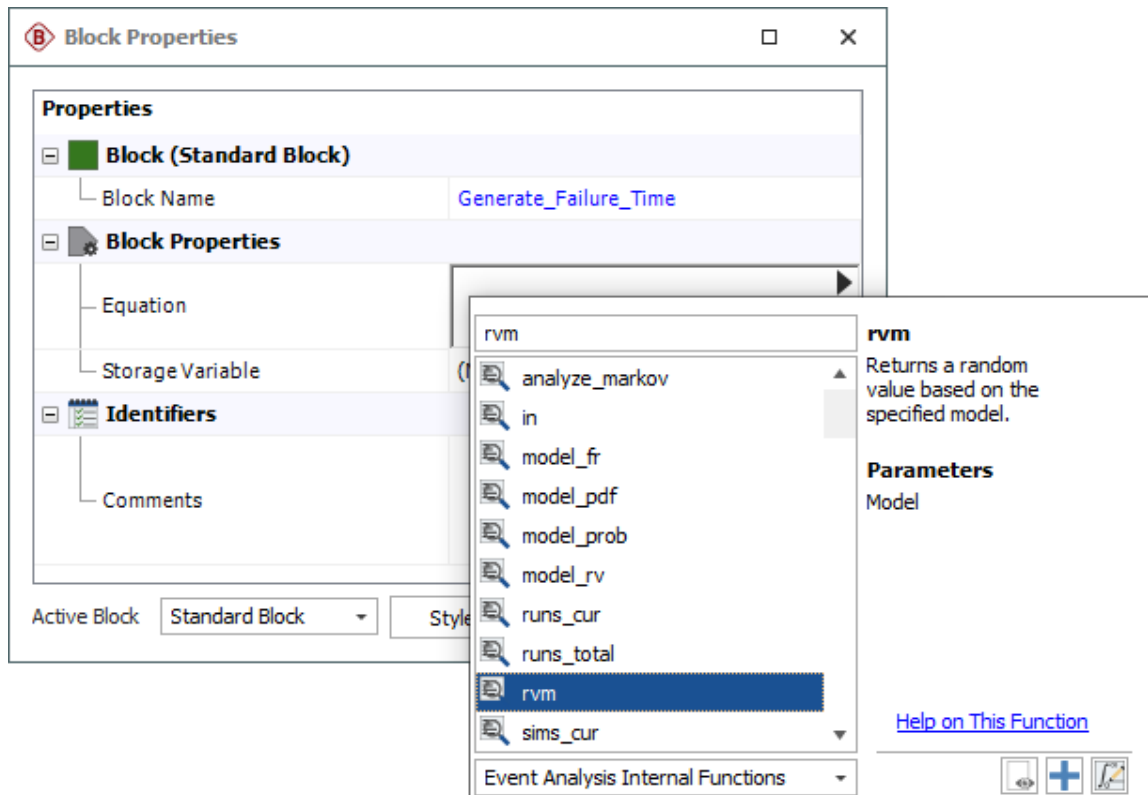 Block Properties
Properties
Block (Standard Block)
Block Name
Generate_Failure_Time
Block Properties
Equation
Storage Variable
Identifiers
Comments
Active Block
Standard Block
Style
rvm
analyze_markov
in
model_fr
model_pdf
model_prob
model_rv
runs_cur
runs_total
rvm
sims_cur
Event Analysis Internal Functions
rvm
Returns a random
value based on the
specified model.
Parameters
Model
Help on This Function